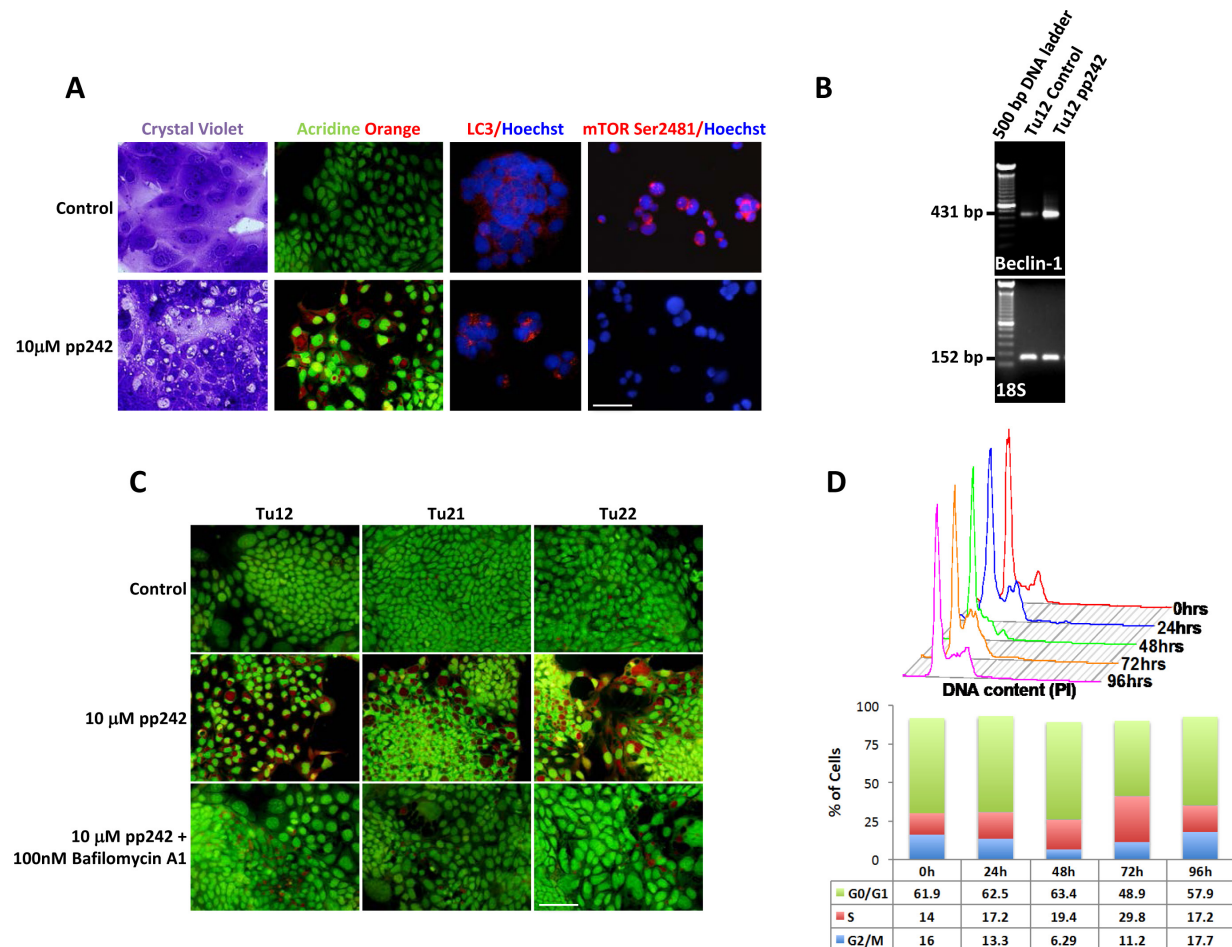 A
Crystal Violet
Acridine Orange
LC3/Hoechst
mTOR Ser2481/Hoechst
Control
10μM pp242
B
500 bp DNA ladder
Tu12 Control
Tu12 pp242
431 bp
Beclin-1
152 bp
18S
C
Tu12
Tu21
Tu22
Control
10 μM pp242
10 μM pp242 +
100nM Bafilomycin A1
D
0hrs
24hrs
48hrs
72hrs
96hrs
DNA content (PI)
% of Cells
100
75
50
25
0
0h 24h 48h 72h 96h
G0/G1 61.9 62.5 63.4 48.9 57.9
S 14 17.2 19.4 29.8 17.2
G2/M 16 13.3 6.29 11.2 17.7